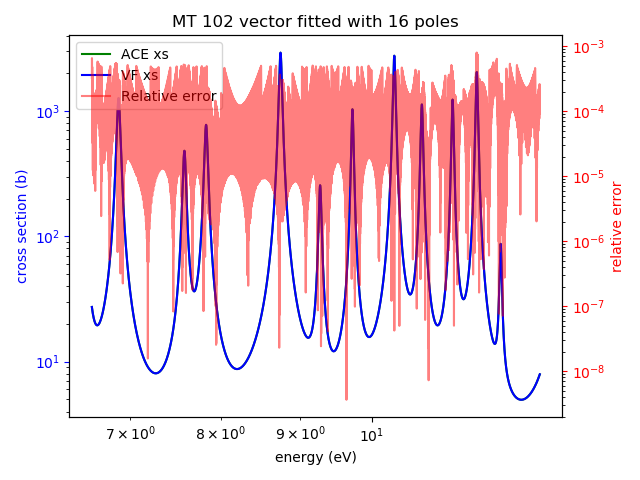 MT 102 vector fitted with 16 poles
ACE xs
VF xs
Relative error
cross section (b)
10³
10²
10¹
relative error
10⁻³
10⁻⁴
10⁻⁵
10⁻⁶
10⁻⁷
10⁻⁸
7 × 10⁰
8 × 10⁰
9 × 10⁰
10¹
energy (eV)